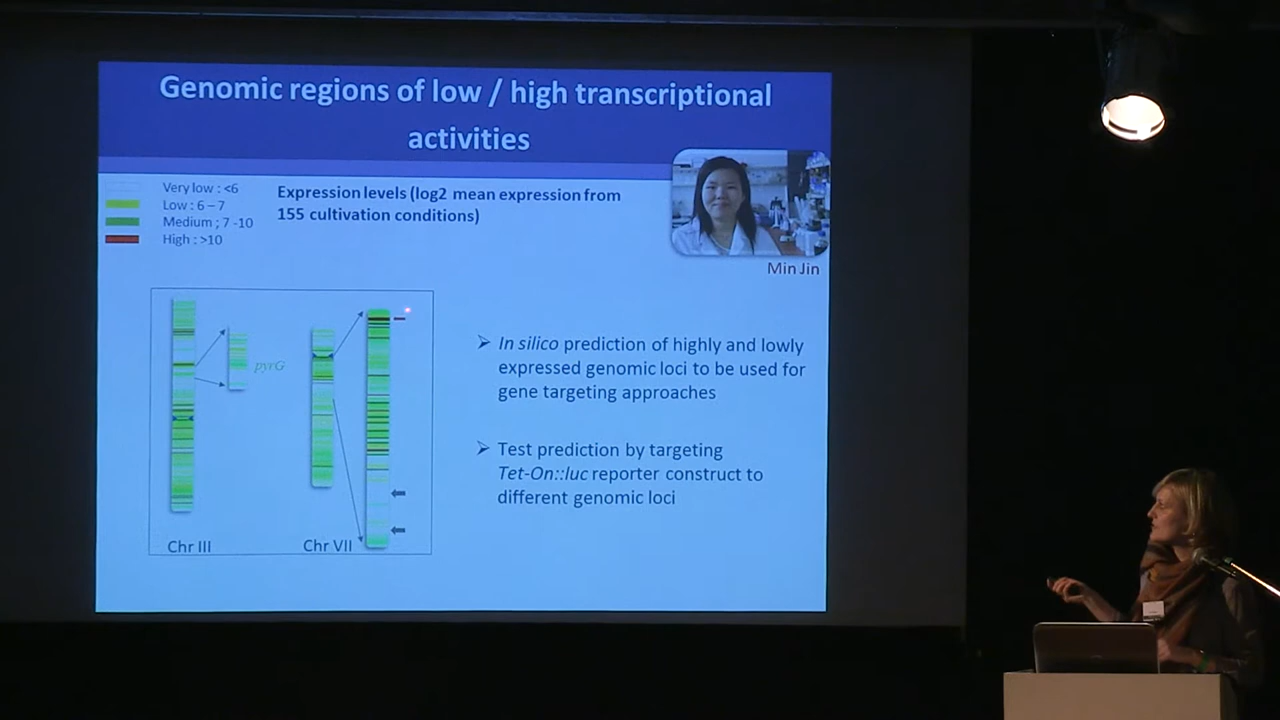 Genomic regions of low / high transcriptional
activities
Very low : <6
Low : 6 – 7
Medium ; 7 -10
High : >10
Expression levels (log2 mean expression from
155 cultivation conditions)
Min Jin
pyrG
Chr III
Chr VII
➢ In silico prediction of highly and lowly
expressed genomic loci to be used for
gene targeting approaches
➢ Test prediction by targeting
Tet-On::luc reporter construct to
different genomic loci